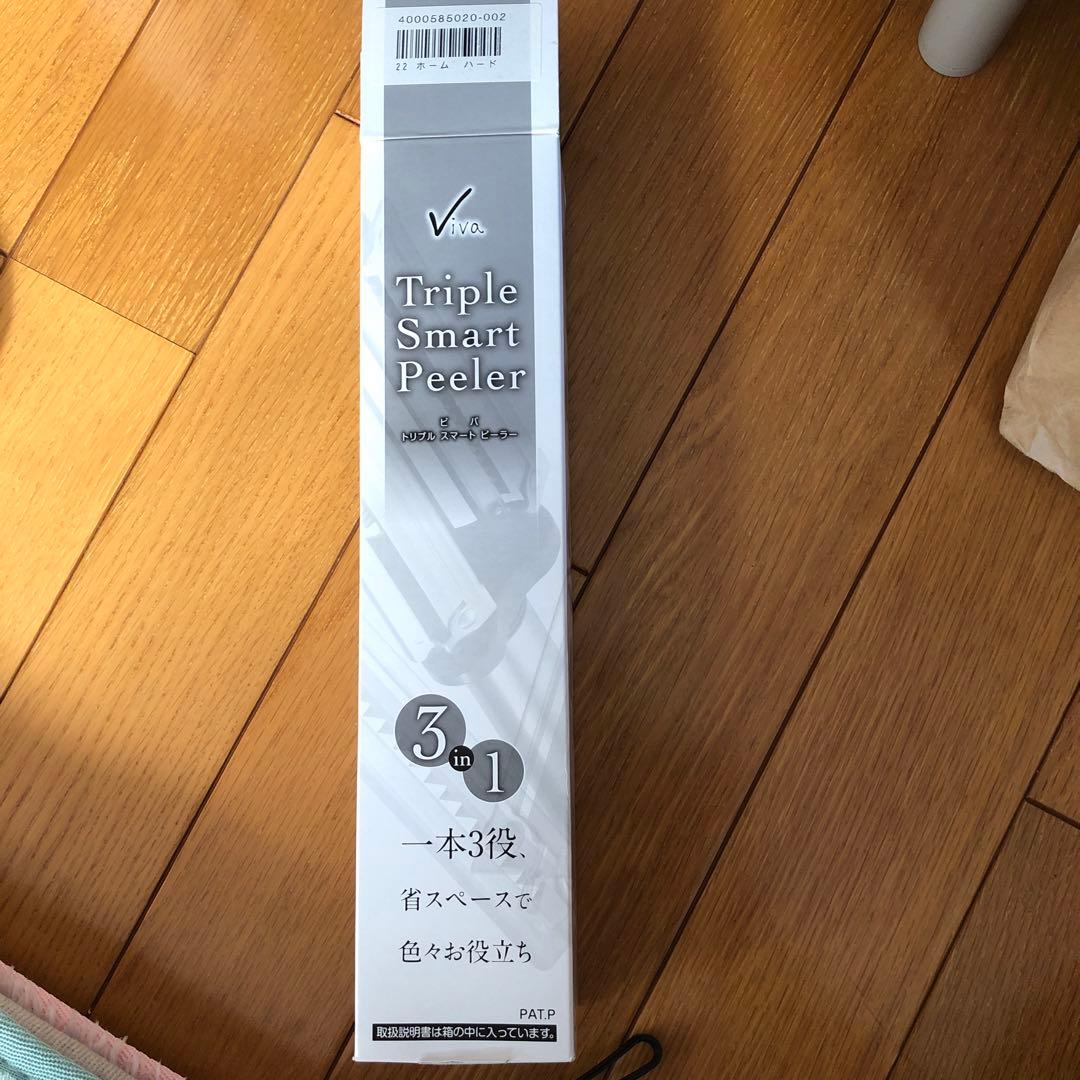 4000585020-002
22 ホーム ハード
Viva
Triple
Smart
Peeler
ビバ
トリプル スマート ピーラー
3 in 1
一本3役、
省スペースで
色々お役立ち
PAT.P
取扱説明書は箱の中に入っています。